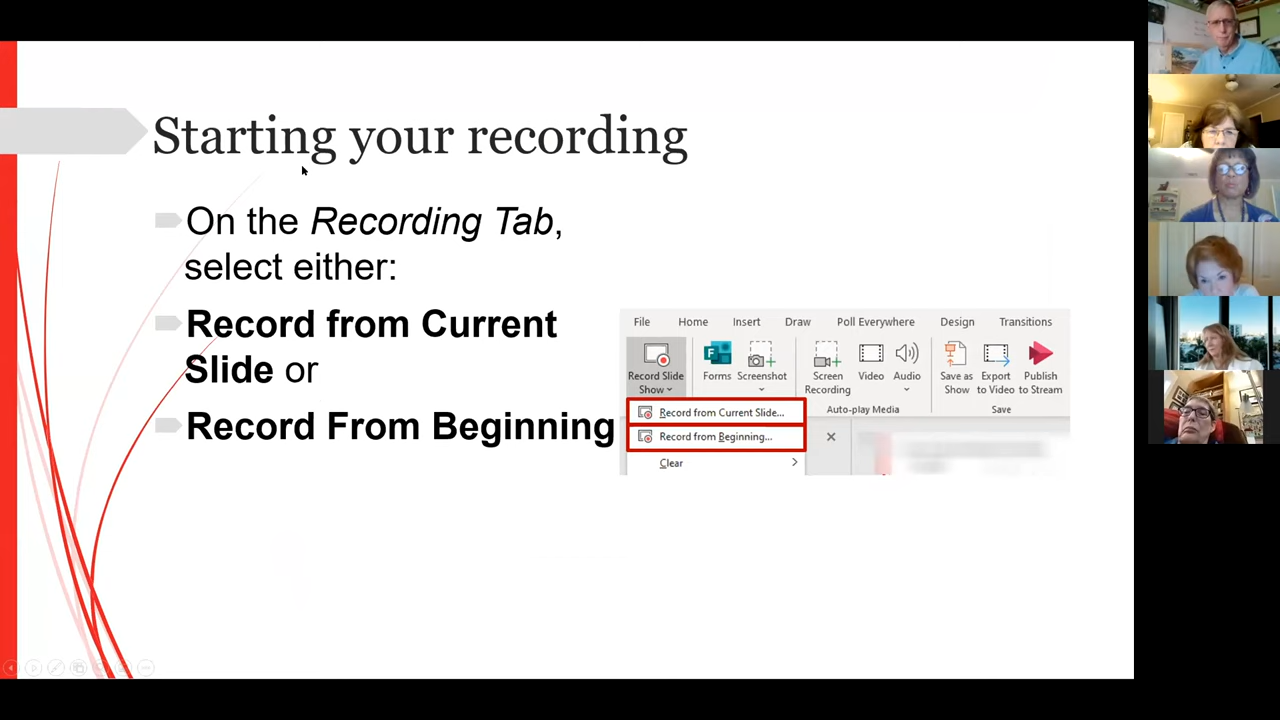 Starting your recording
On the Recording Tab,
select either:
Record from Current
Slide or
Record From Beginning
File Home Insert Draw Poll Everywhere Design Transitions
Record Slide Show
Forms
Screenshot
Screen Recording
Video
Audio
Save as Show
Export to Video
Publish to Stream
Auto-play Media
Save
Record from Current Slide...
Record from Beginning...
Clear